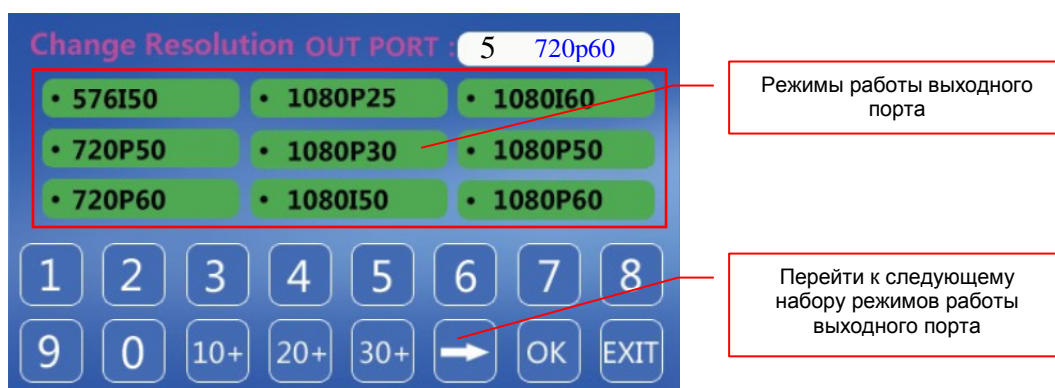 Change Resolution OUT PORT : 5 720p60
• 576I50 • 1080P25 • 1080I60
• 720P50 • 1080P30 • 1080P50
• 720P60 • 1080I50 • 1080P60
1 2 3 4 5 6 7 8
9 0 10+ 20+ 30+ OK EXIT
Режимы работы выходного
порта
Перейти к следующему
набору режимов работы
выходного порта